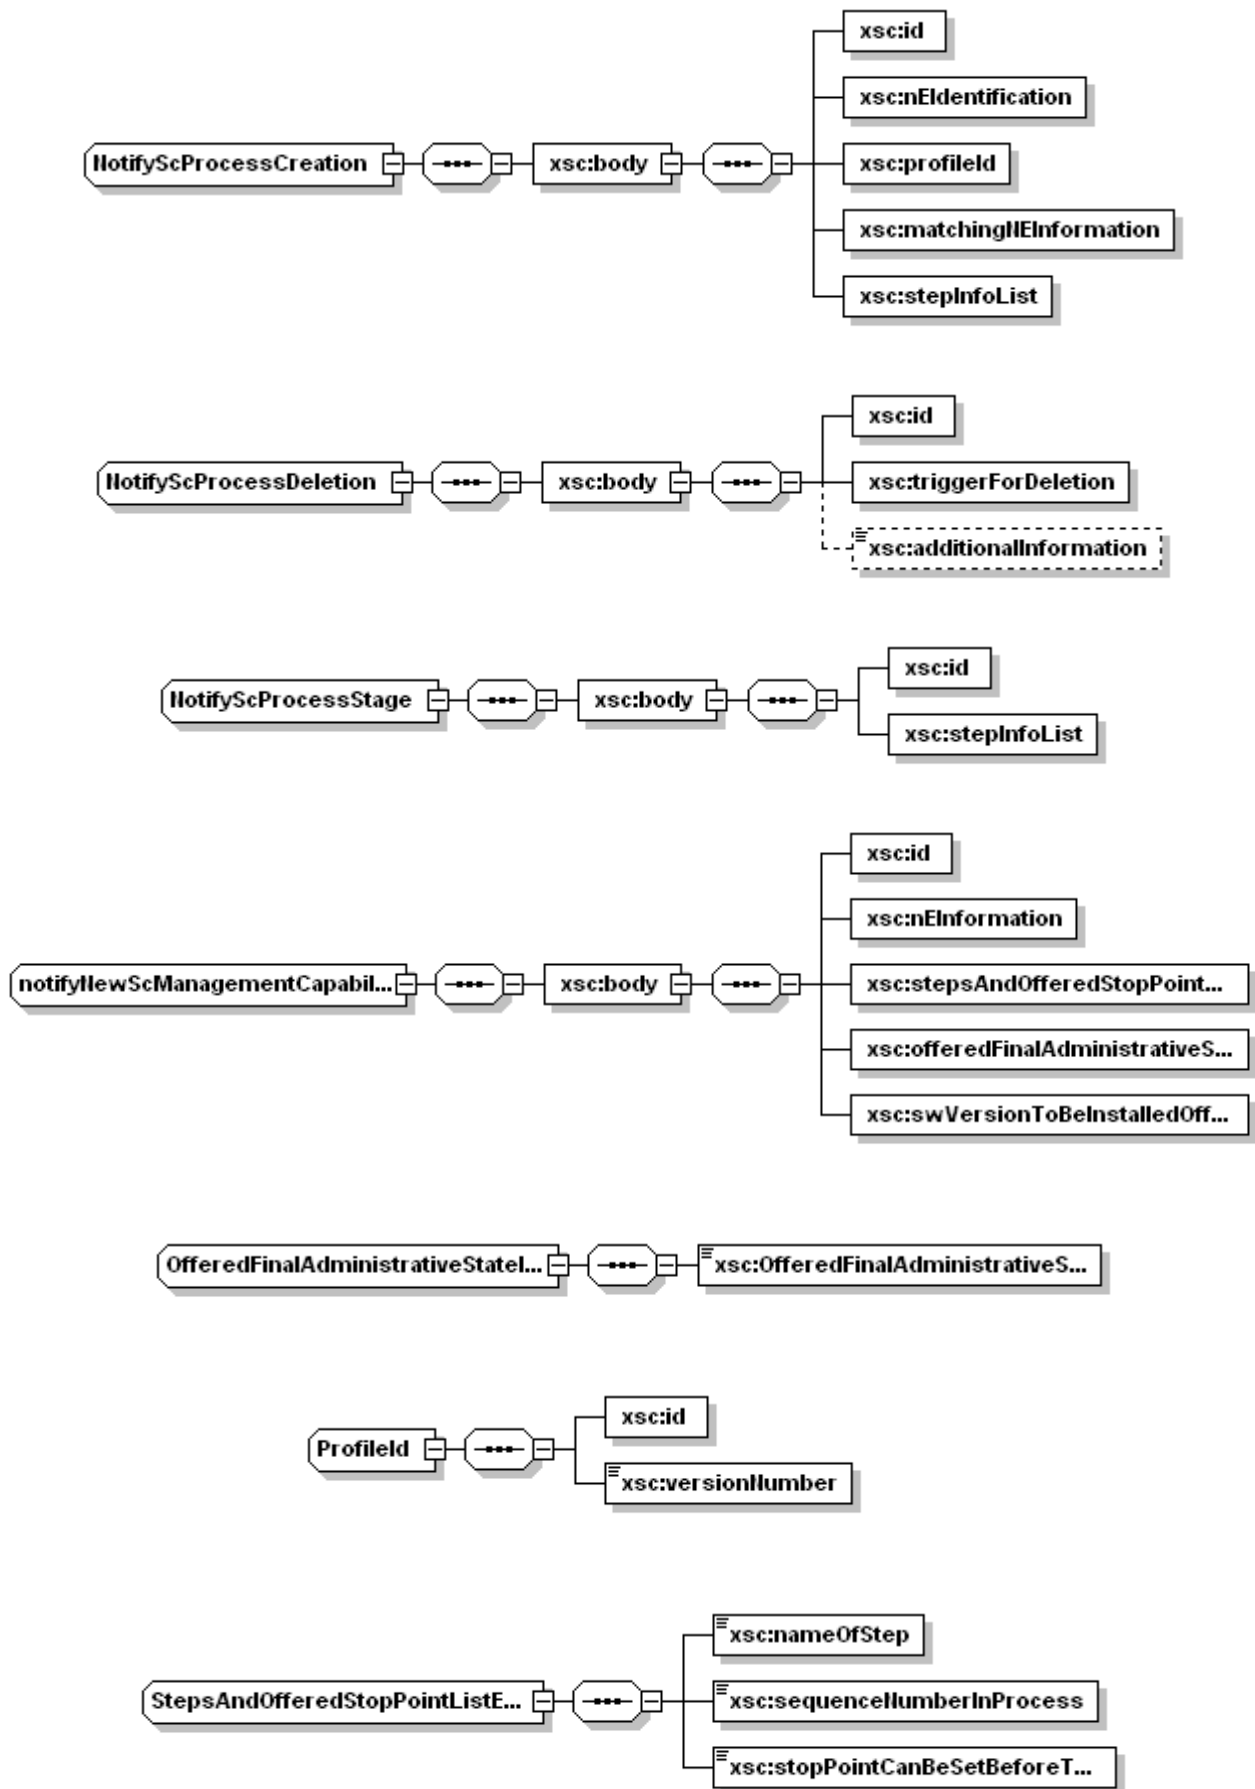 xsc:id
xsc:nEIdentification
NotifyScProcessCreation
xsc:body
xsc:profileId
xsc:matchingNEInformation
xsc:stepInfoList
xsc:id
NotifyScProcessDeletion
xsc:body
xsc:triggerForDeletion
xsc:additionalInformation
xsc:id
NotifyScProcessStage
xsc:body
xsc:stepInfoList
xsc:id
xsc:nEInformation
notifyNewScManagementCapabil...
xsc:body
xsc:stepsAndOfferedStopPoint...
xsc:offeredFinalAdministrativeS...
xsc:swVersionToBeInstalledOff...
OfferedFinalAdministrativeStateI...
xsc:OfferedFinalAdministrativeS...
xsc:id
ProfileId
xsc:versionNumber
xsc:nameOfStep
StepsAndOfferedStopPointListE...
xsc:sequenceNumberInProcess
xsc:stopPointCanBeSetBeforeT...